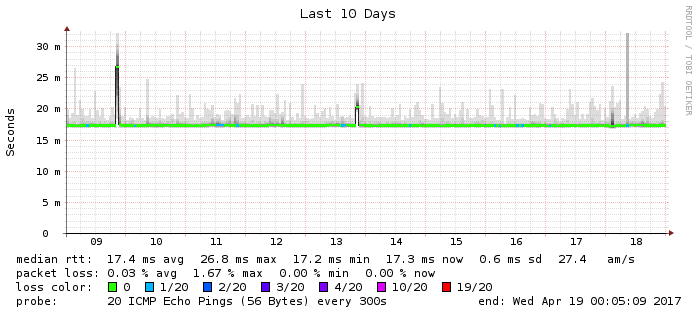 Last 10 Days
RRDTOOL / TOBI OETIKER
Seconds
30 m
25 m
20 m
15 m
10 m
5 m
0
09 10 11 12 13 14 15 16 17 18
median rtt: 17.4 ms avg 26.8 ms max 17.2 ms min 17.3 ms now 0.6 ms sd 27.4 am/s
packet loss: 0.03 % avg 1.67 % max 0.00 % min 0.00 % now
loss color: 0 1/20 2/20 3/20 4/20 10/20 19/20
probe: 20 ICMP Echo Pings (56 Bytes) every 300s end: Wed Apr 19 00:05:09 2017